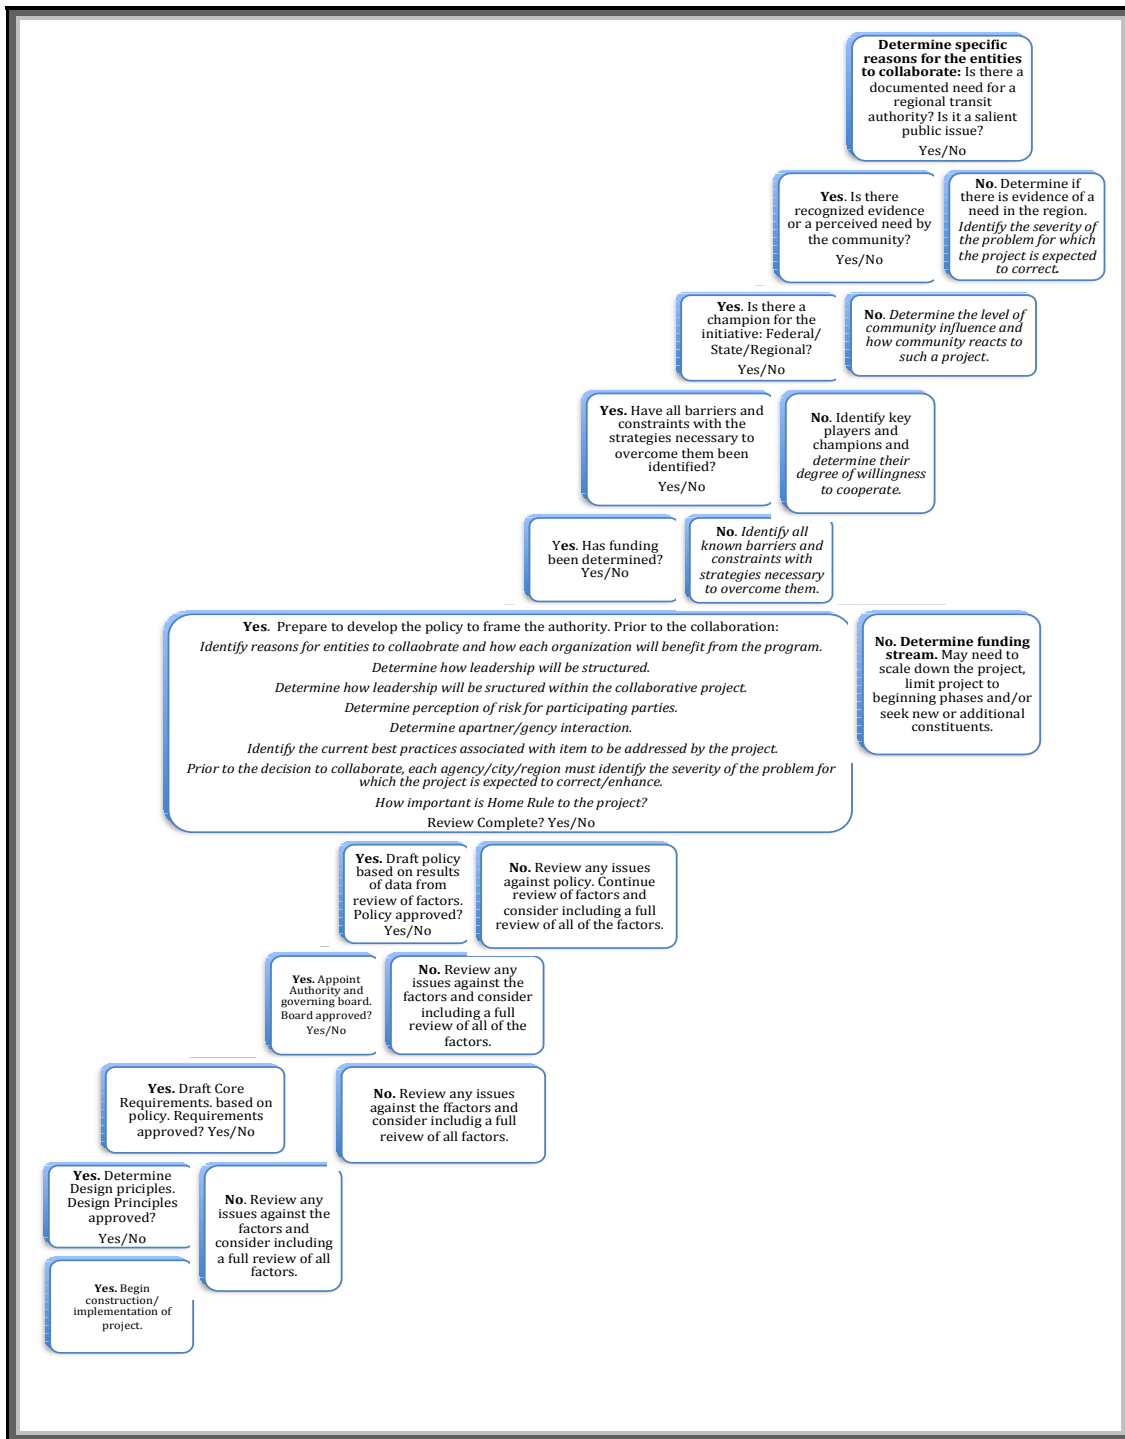 Determine specific
reasons for the entities
to collaborate: Is there a
documented need for a
regional transit
authority? Is it a salient
public issue?
Yes/No
Yes. Is there
recognized evidence
or a perceived need by
the community?
Yes/No
No. Determine if
there is evidence of a
need in the region.
Identify the severity of
the problem for which
the project is expected
to correct.
Yes. Is there a
champion for the
initiative: Federal/
State/Regional?
Yes/No
No. Determine the level of
community influence and
how community reacts to
such a project.
Yes. Have all barriers and
constraints with the
strategies necessary to
overcome them been
identified?
Yes/No
No. Identify key
players and
champions and
determine their
degree of willingness
to cooperate.
Yes. Has funding
been determined?
Yes/No
No. Identify all
known barriers and
constraints with
strategies necessary
to overcome them.
Yes. Prepare to develop the policy to frame the authority. Prior to the collaboration:
Identify reasons for entities to collaobrate and how each organization will benefit from the program.
Determine how leadership will be structured.
Determine how leadership will be sructured within the collaborative project.
Determine perception of risk for participating parties.
Determine apartner/gency interaction.
Identify the current best practices associated with item to be addressed by the project.
Prior to the decision to collaborate, each agency/city/region must identify the severity of the problem for
which the project is expected to correct/enhance.
How important is Home Rule to the project?
Review Complete? Yes/No
No. Determine funding
stream. May need to
scale down the project,
limit project to
beginning phases and/or
seek new or additional
constituents.
Yes. Draft policy
based on results
of data from
review of factors.
Policy approved?
Yes/No
No. Review any issues
against policy. Continue
review of factors and
consider including a full
review of all of the factors.
Yes. Appoint
Authority and
governing board.
Board approved?
Yes/No
No. Review any
issues against the
factors and consider
including a full
review of all of the
factors.
Yes. Draft Core
Requirements. based on
policy. Requirements
approved? Yes/No
No. Review any issues
against the ffactors and
consider includig a full
reivew of all factors.
Yes. Determine
Design priciples.
Design Principles
approved?
Yes/No
No. Review any
issues against the
factors and
consider including
a full review of all
factors.
Yes. Begin
construction/
implementation of
project.